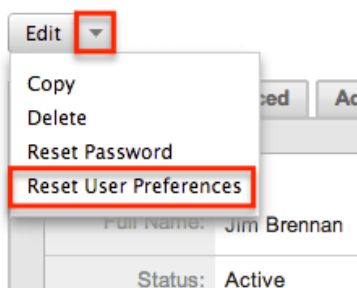 Edit
Copy
Delete
Reset Password
Reset User Preferences
Full Name: Jim Brennan
Status: Active